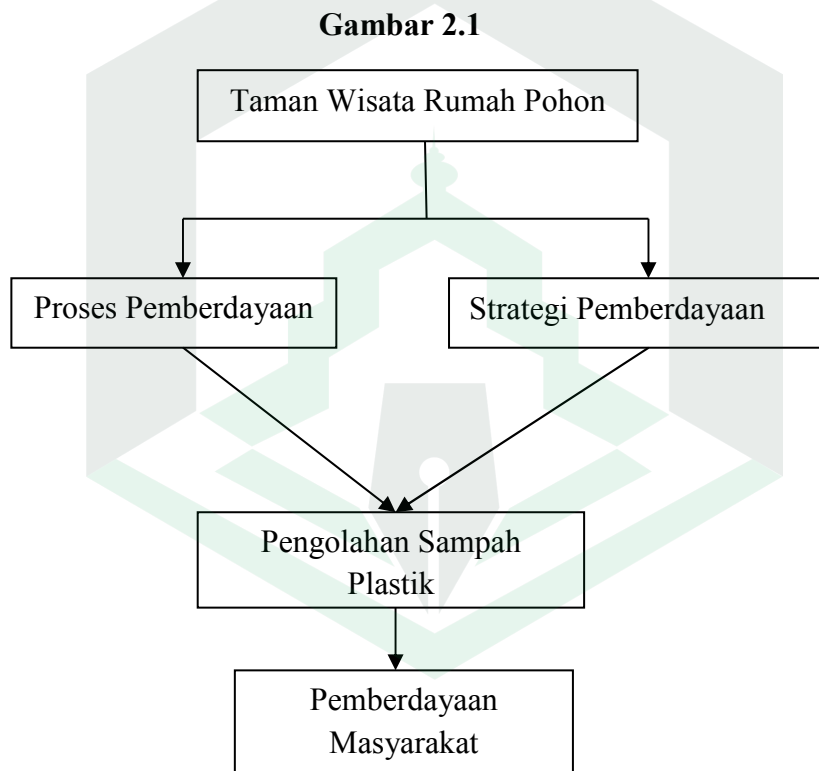 Gambar 2.1
Taman Wisata Rumah Pohon
Proses Pemberdayaan
Strategi Pemberdayaan
Pengolahan Sampah
Plastik
Pemberdayaan
Masyarakat